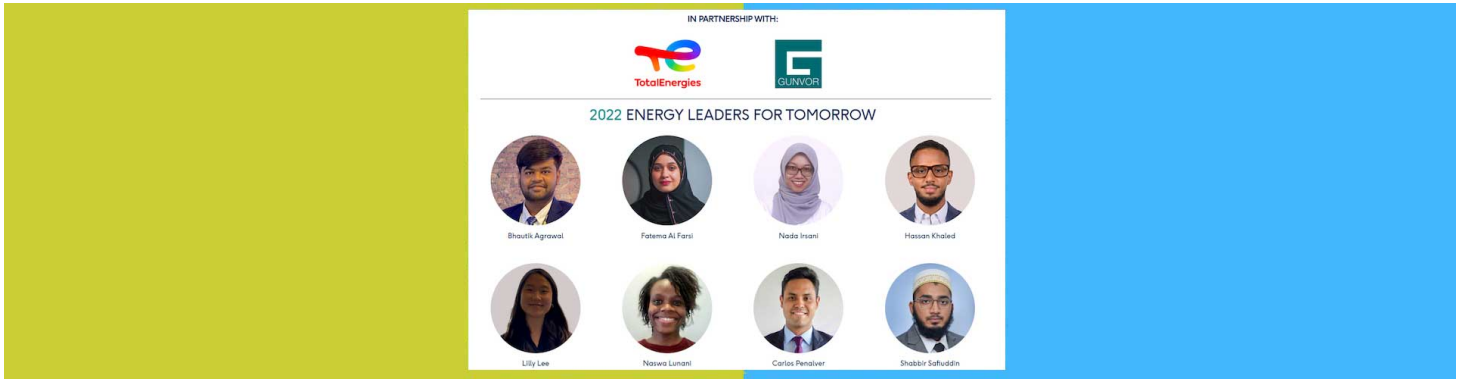 IN PARTNERSHIP WITH:
TotalEnergies
GUNVOR
2022 ENERGY LEADERS FOR TOMORROW
Bhautik Agrawal
Fatema Al Farsi
Nada Irsani
Hassan Khaled
Lilly Lee
Naswa Lunani
Carlos Penalver
Shabbir Safiuddin